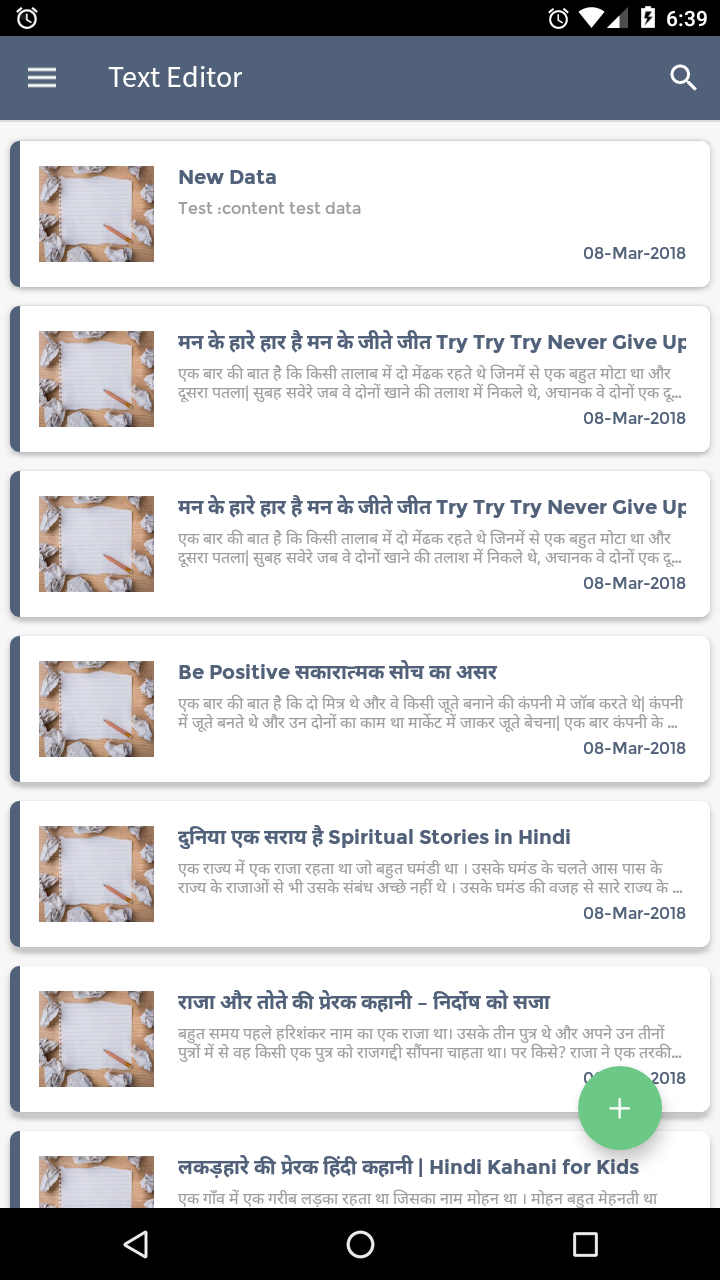 6:39
Text Editor
New Data
Test :content test data
08-Mar-2018
मन के हारे हार है मन के जीते जीत Try Try Try Never Give Up
एक बार की बात है कि किसी तालाब में दो मेंढक रहते थे जिनमें से एक बहुत मोटा था और
दूसरा पतला| सुबह सवेरे जब वे दोनों खाने की तलाश में निकले थे, अचानक वे दोनों एक दू...
08-Mar-2018
मन के हारे हार है मन के जीते जीत Try Try Try Never Give Up
एक बार की बात है कि किसी तालाब में दो मेंढक रहते थे जिनमें से एक बहुत मोटा था और
दूसरा पतला| सुबह सवेरे जब वे दोनों खाने की तलाश में निकले थे, अचानक वे दोनों एक दू...
08-Mar-2018
Be Positive सकारात्मक सोच का असर
एक बार की बात है कि दो मित्र थे और वे किसी जूते बनाने की कंपनी मे जॉब करते थे| कंपनी
में जूते बनते थे और उन दोनों का काम था मार्केट में जाकर जूते बेचना| एक बार कंपनी के ...
08-Mar-2018
दुनिया एक सराय है Spiritual Stories in Hindi
एक राज्य में एक राजा रहता था जो बहुत घमंडी था । उसके घमंड के चलते आस पास के
राज्य के राजाओं से भी उसके संबंध अच्छे नहीं थे । उसके घमंड की वजह से सारे राज्य के ...
08-Mar-2018
राजा और तोते की प्रेरक कहानी – निर्दोष को सजा
बहुत समय पहले हरिशंकर नाम का एक राजा था। उसके तीन पुत्र थे और अपने उन तीनों
पुत्रों में से वह किसी एक पुत्र को राजगद्दी सौंपना चाहता था। पर किसे? राजा ने एक तरकी...
2018
लकड़हारे की प्रेरक हिंदी कहानी | Hindi Kahani for Kids
एक गाँव में एक गरीब लड़का रहता था जिसका नाम मोहन था । मोहन बहुत मेहनती था